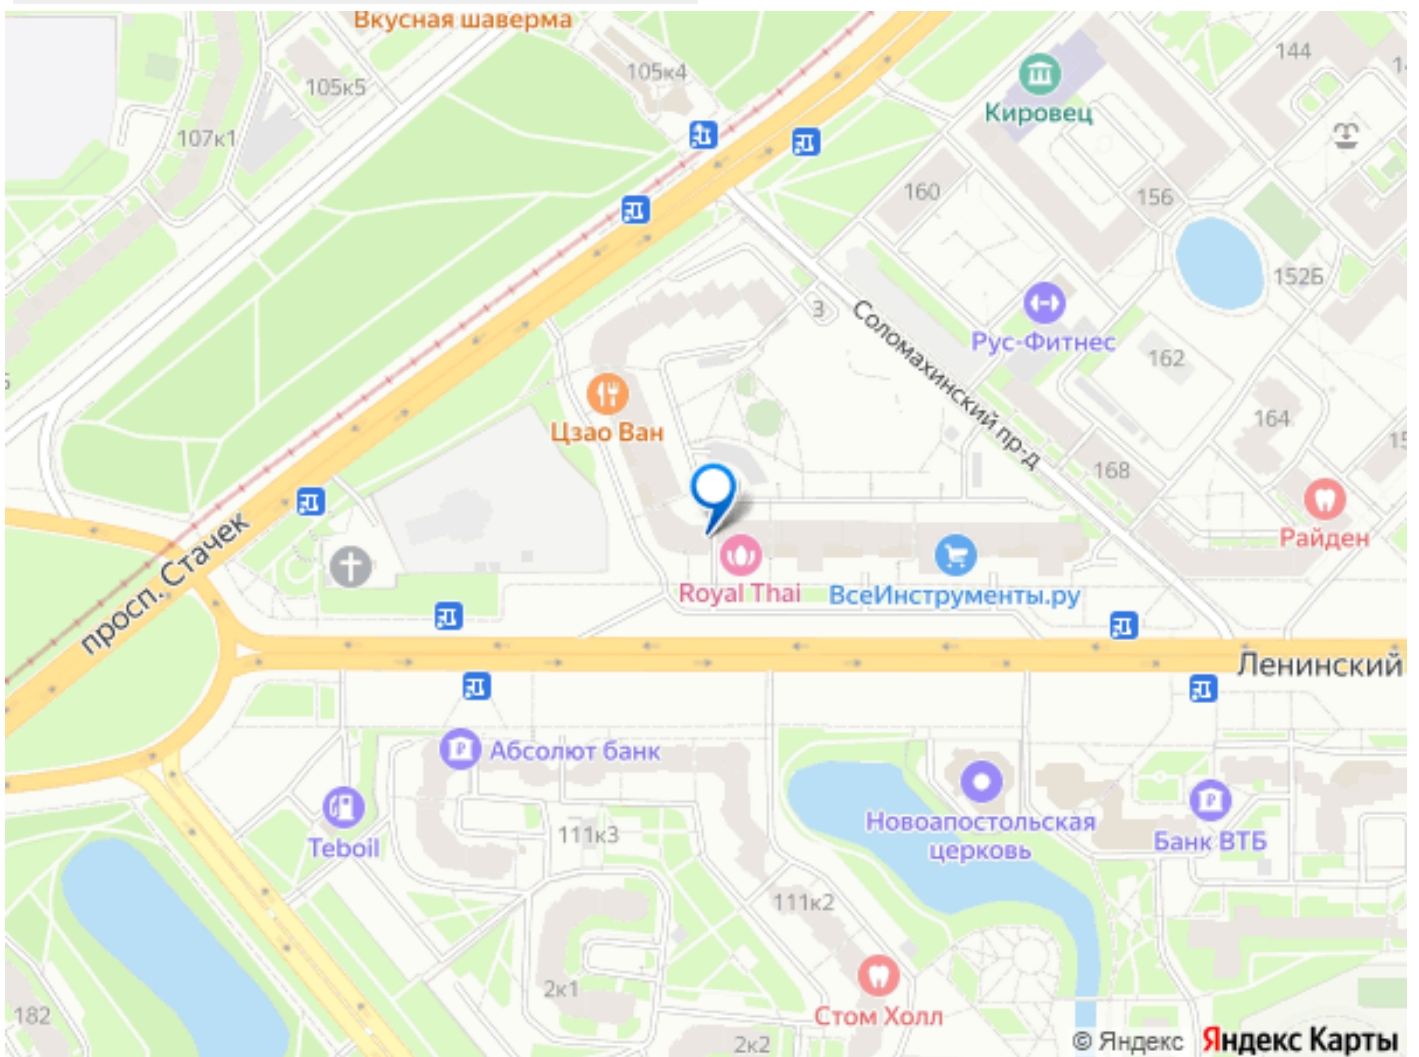 Вкусная шаверма
105к4
105к5
107к1
144
Кировец
160
156
152Б
3
Соломахинский пр-д
Рус-Фитнес
162
164
Цзао Ван
168
Райден
просп. Стачек
Royal Thai
ВсеИнструменты.ру
Ленинский
Абсолют банк
Teboil
111к3
Новоапостольская
церковь
Банк ВТБ
111к2
2к1
Стом Холл
182
2к2
© Яндекс Яндекс Карты